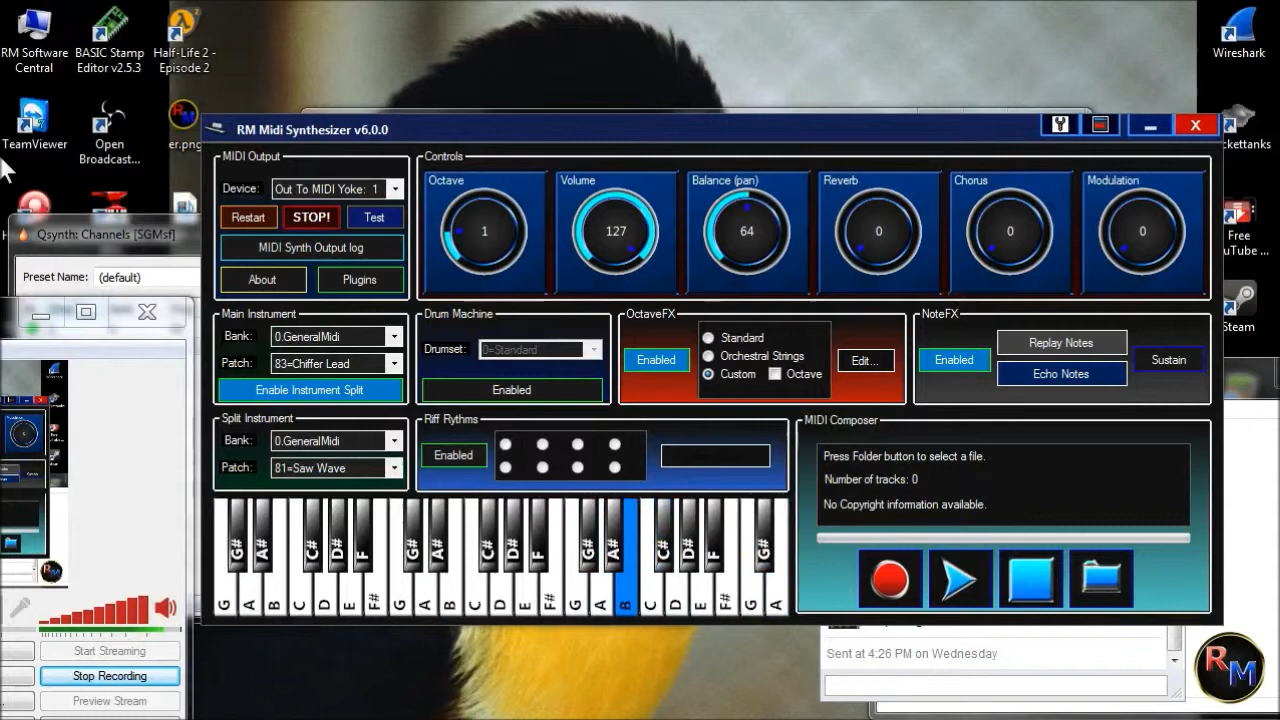 RM Software
Central
BASIC Stamp
Editor v2.5.3
Half-Life 2 -
Episode 2
Wireshark
TeamViewer
Open
Broadcast...
er.png
ckettanks
Free
uTube ...
Steam
Qsynth: Channels [SGMsf]
Preset Name: (default)
RM Midi Synthesizer v6.0.0
MIDI Output
Device: Out To MIDI Yoke: 1
Restart STOP! Test
MIDI Synth Output log
About Plugins
Controls
Octave Volume Balance (pan) Reverb Chorus Modulation
1 127 64 0 0 0
Main Instrument
Bank: 0.GeneralMidi
Patch: 83=Chiffer Lead
Enable Instrument Split
Drum Machine
Drumset: 0=Standard
Enabled
OctaveFX
Enabled
Standard
Orchestral Strings
Custom Octave
Edit...
NoteFX
Enabled
Replay Notes
Echo Notes
Sustain
Split Instrument
Bank: 0.GeneralMidi
Patch: 81=Saw Wave
Riff Rythms
Enabled
MIDI Composer
Press Folder button to select a file.
Number of tracks: 0
No Copyright information available.
G# A# C# D# F G# A# C# D# F G# A# C# D# F G#
G A B C D E F# G A B C D E F# G A B C D E F# G A
Start Streaming
Stop Recording
Preview Stream
Sent at 4:26 PM on Wednesday
RM